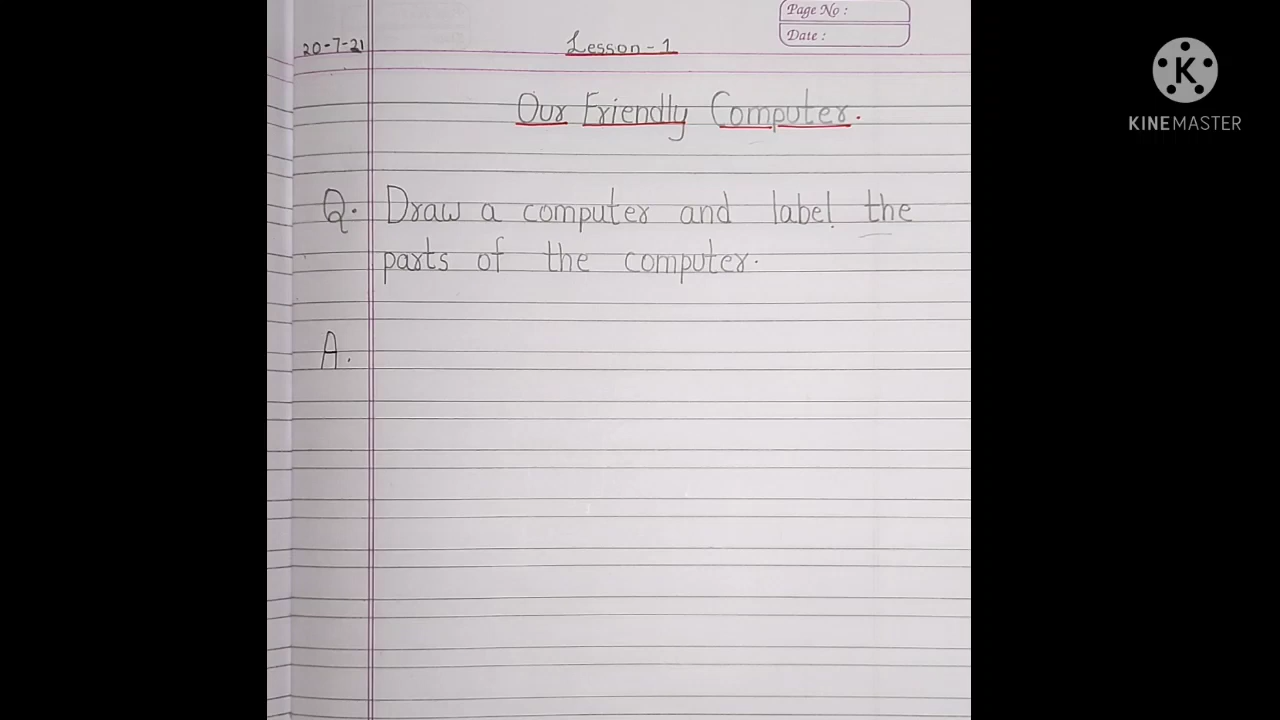 Page No :
Date :
20-7-21
Lesson - 1
Our Friendly Computer.
Q. Draw a computer and label the
parts of the computer.
A.
K
KINEMASTER